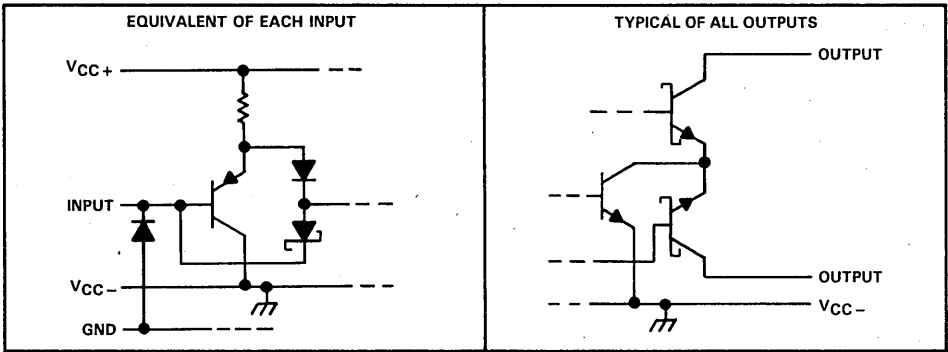 EQUIVALENT OF EACH INPUT
VCC+
INPUT
VCC–
GND
TYPICAL OF ALL OUTPUTS
OUTPUT
OUTPUT
VCC–